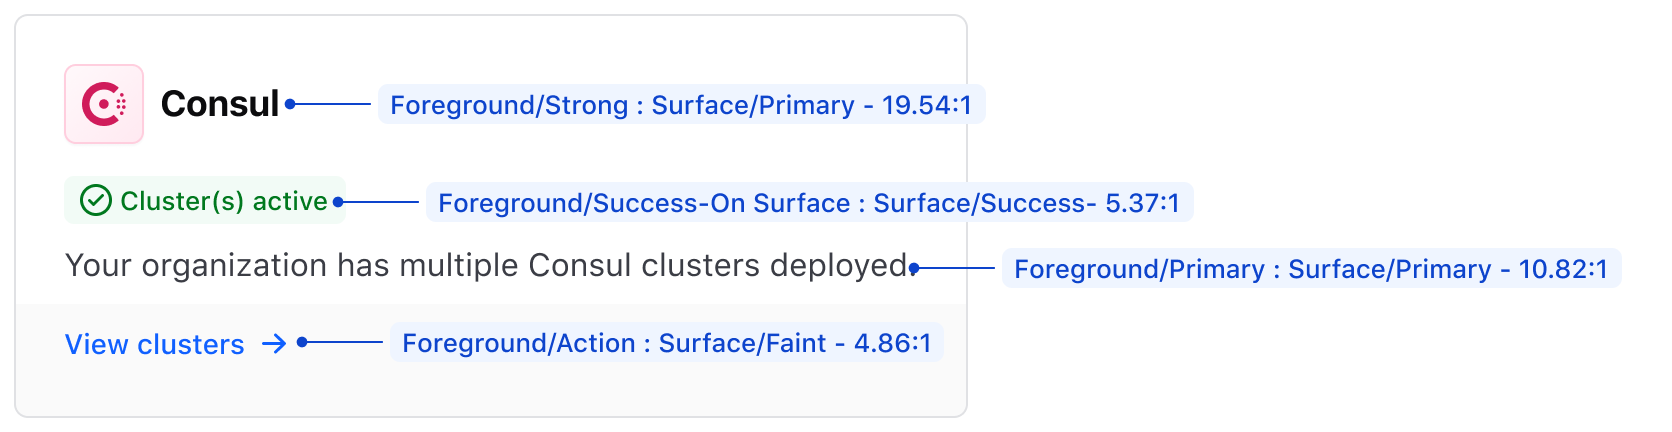 Consul
Foreground/Strong : Surface/Primary - 19.54:1
Cluster(s) active
Foreground/Success-On Surface : Surface/Success- 5.37:1
Your organization has multiple Consul clusters deployed.
Foreground/Primary : Surface/Primary - 10.82:1
View clusters →
Foreground/Action : Surface/Faint - 4.86:1